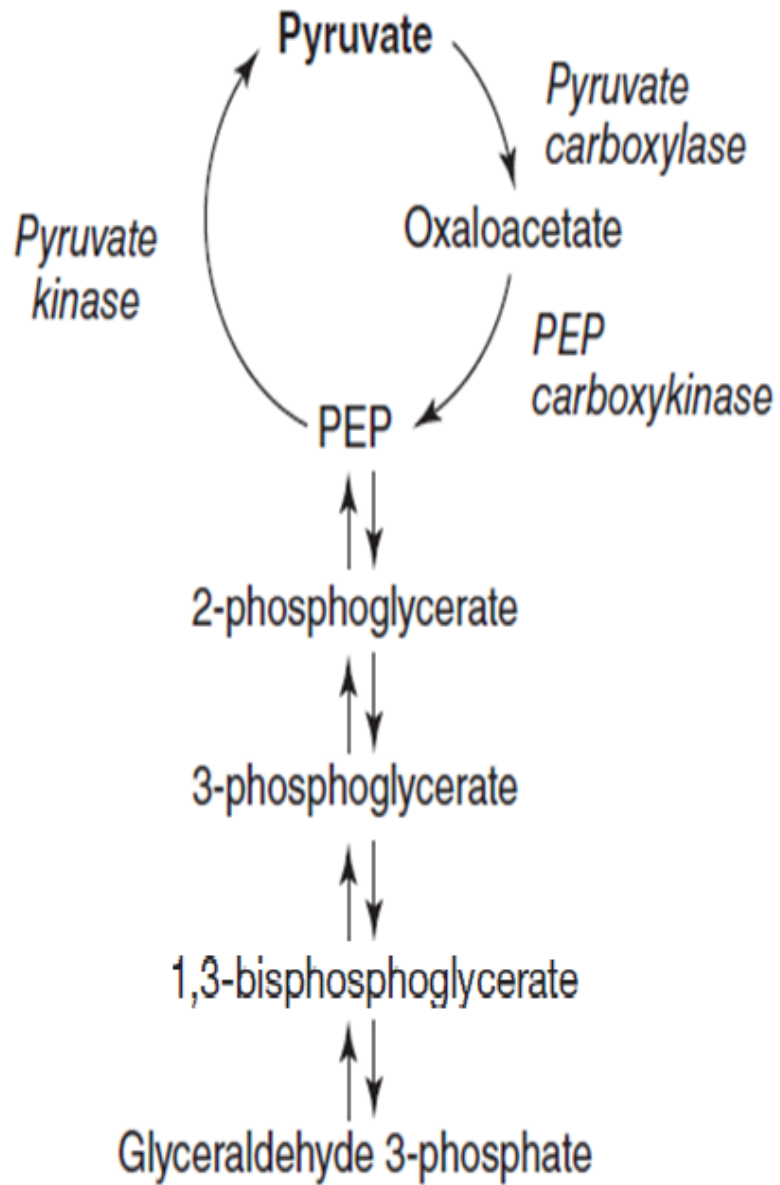 Pyruvate
Pyruvate
carboxylase
Oxaloacetate
Pyruvate
kinase
PEP
carboxykinase
PEP
2-phosphoglycerate
3-phosphoglycerate
1,3-bisphosphoglycerate
Glyceraldehyde 3-phosphate